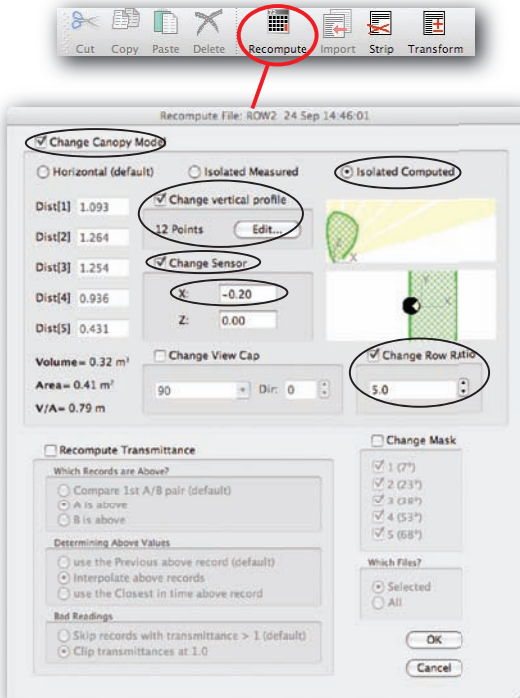 Cut Copy Paste Delete Recompute Import Strip Transform
Recompute File: ROW2 24 Sep 14:46:01
Change Canopy Model
Horizontal (default) Isolated Measured Isolated Computed
Dist[1] 1.093
Dist[2] 1.264
Dist[3] 1.254
Dist[4] 0.936
Dist[5] 0.431
Volume= 0.32 m³
Area= 0.41 m²
V/A= 0.79 m
Change vertical profile
12 Points Edit...
Change Sensor
X: -0.20
Z: 0.00
Z
X
Y
X
Change View Cap
90 Dir: 0
Change Row Ratio
5.0
Recompute Transmittance
Which Records are Above?
Compare 1st A/B pair (default)
A is above
B is above
Determining Above Values
use the Previous above record (default)
Interpolate above records
use the Closest in time above record
Bad Readings
Skip records with transmittance > 1 (default)
Clip transmittances at 1.0
Change Mask
1 (7°)
2 (23°)
3 (38°)
4 (53°)
5 (68°)
Which Files?
Selected
All
OK
Cancel